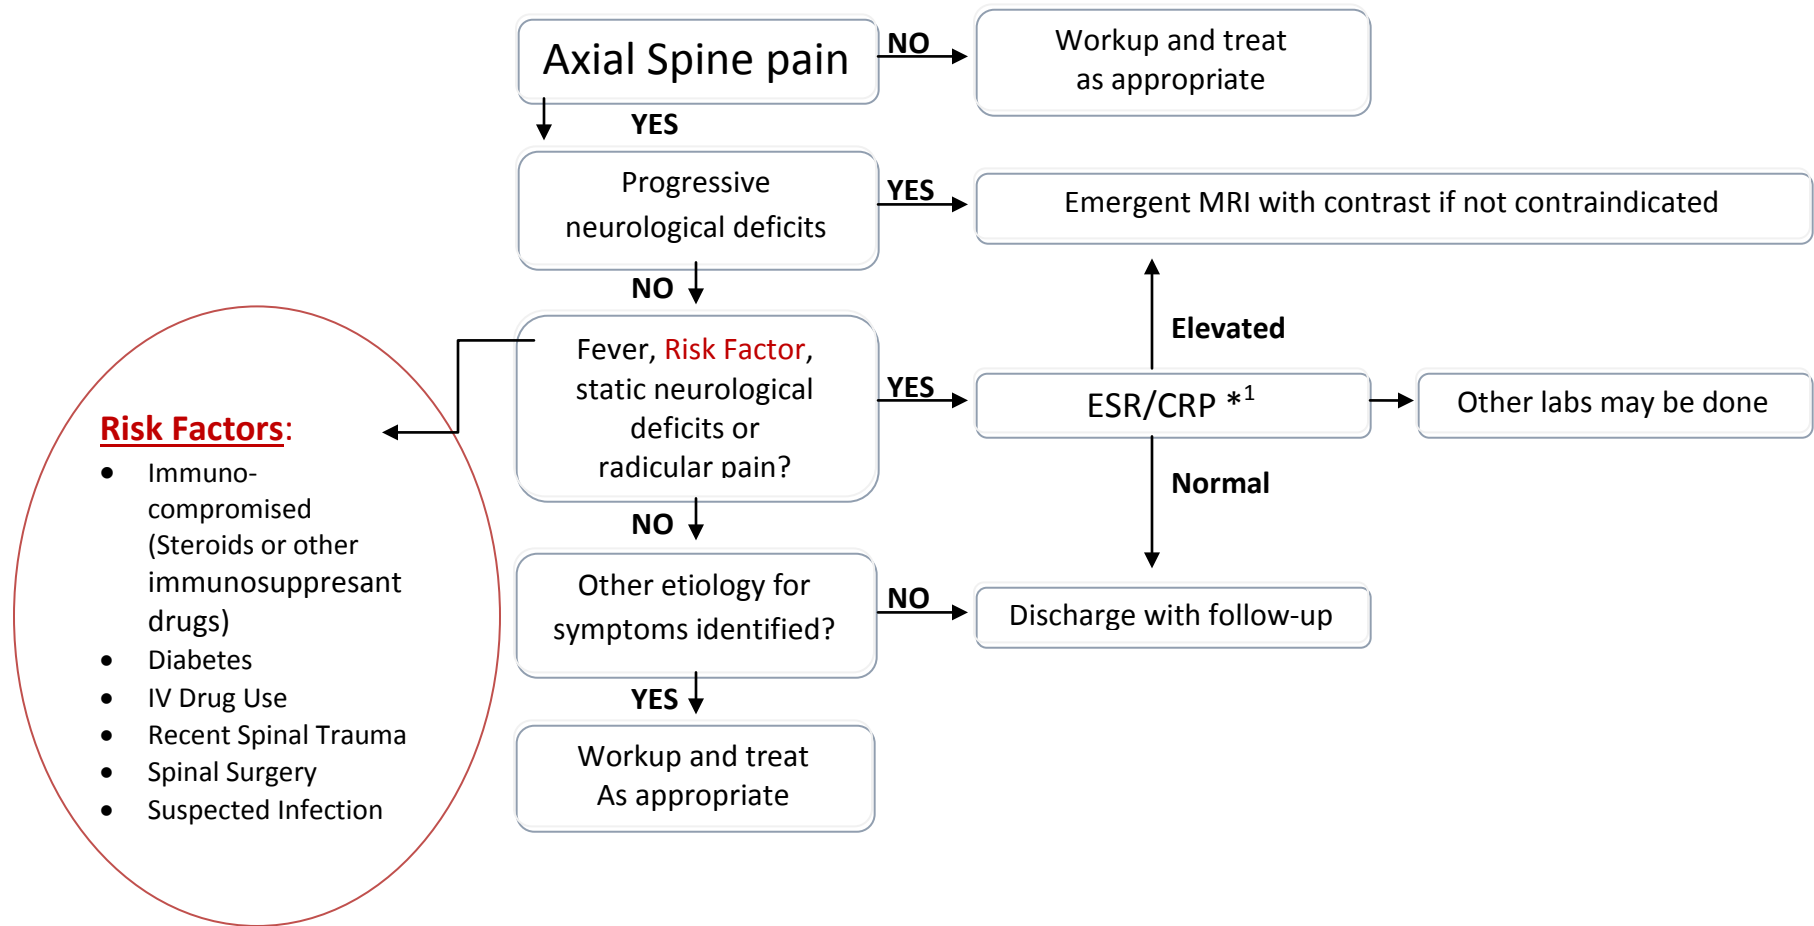 Axial Spine pain
NO
Workup and treat
as appropriate
YES
Progressive
neurological deficits
YES
Emergent MRI with contrast if not contraindicated
NO
Fever, Risk Factor,
static neurological
deficits or
radicular pain?
YES
Elevated
ESR/CRP *1
Other labs may be done
Normal
Risk Factors:
• Immuno-
compromised
(Steroids or other
immunosuppresant
drugs)
• Diabetes
• IV Drug Use
• Recent Spinal Trauma
• Spinal Surgery
• Suspected Infection
NO
Other etiology for
symptoms identified?
NO
Discharge with follow-up
YES
Workup and treat
As appropriate